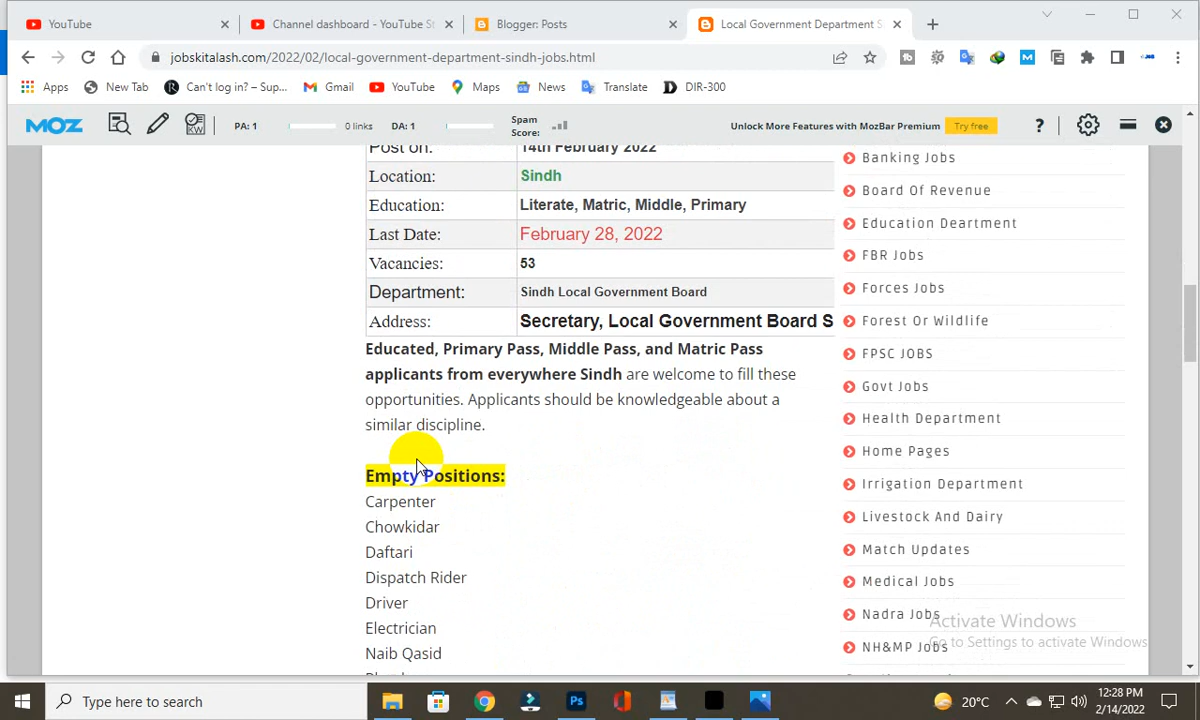 YouTube
Channel dashboard - YouTube St
Blogger: Posts
Local Government Department S
jobskitalash.com/2022/02/local-government-department-sindh-jobs.html
Apps
New Tab
Can't log in? – Sup...
Gmail
YouTube
Maps
News
Translate
DIR-300
MOZ
PA: 1
0 links
DA: 1
Spam Score:
Unlock More Features with MozBar Premium
Try free
Post on:
14th February 2022
Location:
Sindh
Education:
Literate, Matric, Middle, Primary
Last Date:
February 28, 2022
Vacancies:
53
Department:
Sindh Local Government Board
Address:
Secretary, Local Government Board S
Educated, Primary Pass, Middle Pass, and Matric Pass
applicants from everywhere Sindh are welcome to fill these
opportunities. Applicants should be knowledgeable about a
similar discipline.
Empty Positions:
Carpenter
Chowkidar
Daftari
Dispatch Rider
Driver
Electrician
Naib Qasid
Banking Jobs
Board Of Revenue
Education Deartment
FBR Jobs
Forces Jobs
Forest Or Wildlife
FPSC JOBS
Govt Jobs
Health Department
Home Pages
Irrigation Department
Livestock And Dairy
Match Updates
Medical Jobs
Nadra Jobs
NH&MP Jobs
Activate Windows
Go to Settings to activate Windows.
Type here to search
20°C
12:28 PM
2/14/2022